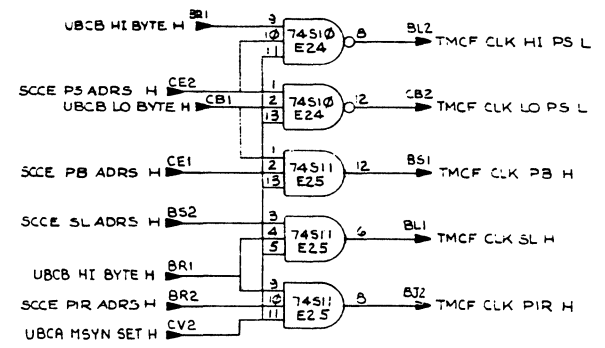 UBCB HI BYTE H BR1 9 10 11 74S10 E24 8 BL2 TMCF CLK HI PS L
SCCE PS ADRS H CE2 1
UBCB LO BYTE H CB1 2 13 74S10 E24 12 CB2 TMCF CLK LO PS L
1
SCCE PB ADRS H CE1 2 13 74S11 E25 12 BS1 TMCF CLK PB H
SCCE SL ADRS H BS2 3 4 5 74S11 E25 6 BL1 TMCF CLK SL H
UBCB HI BYTE H BR1 9
SCCE PIR ADRS H BR2 10 11 74S11 E25 8 BJ2 TMCF CLK PIR H
UBCA MSYN SET H CV2